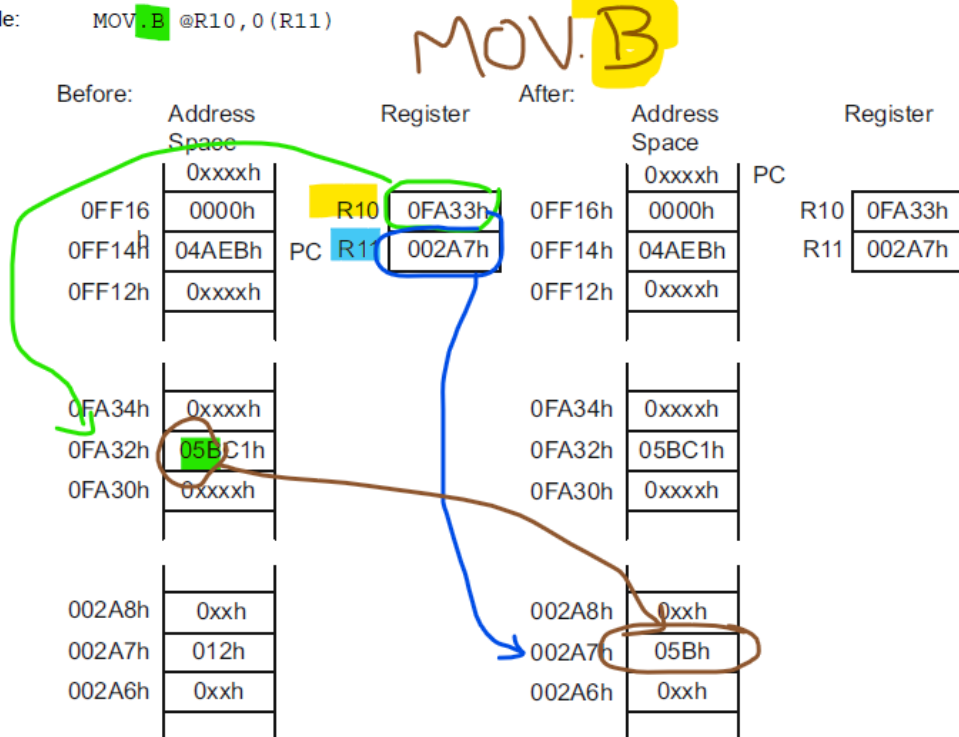 le: MOV.B @R10,0(R11)
MOV.B
Before: After:
Address Space Register Address Space Register
0xxxxh 0xxxxh PC
0FF16h 0000h R10 0FA33h 0FF16h 0000h R10 0FA33h
0FF14h 04AEBh PC R11 002A7h 0FF14h 04AEBh R11 002A7h
0FF12h 0xxxxh 0FF12h 0xxxxh
0FA34h 0xxxxh 0FA34h 0xxxxh
0FA32h 05BC1h 0FA32h 05BC1h
0FA30h 0xxxxh 0FA30h 0xxxxh
002A8h 0xxh 002A8h 0xxh
002A7h 012h 002A7h 05Bh
002A6h 0xxh 002A6h 0xxh